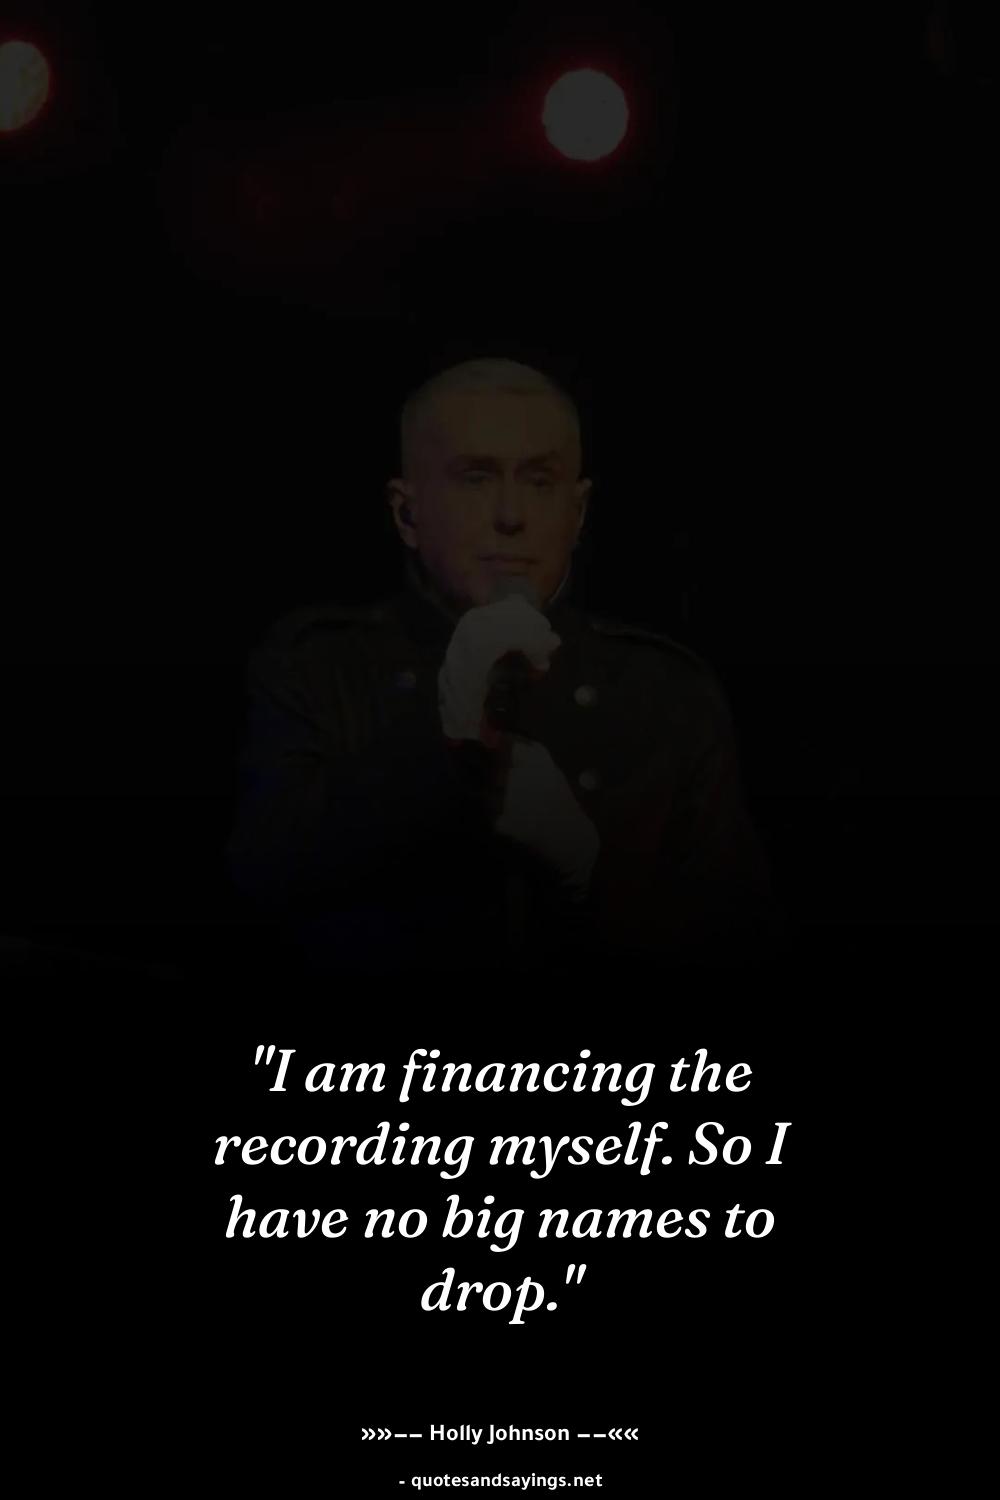 "I am financing the
recording myself. So I
have no big names to
drop."
»»−− Holly Johnson −−««
- quotesandsayings.net